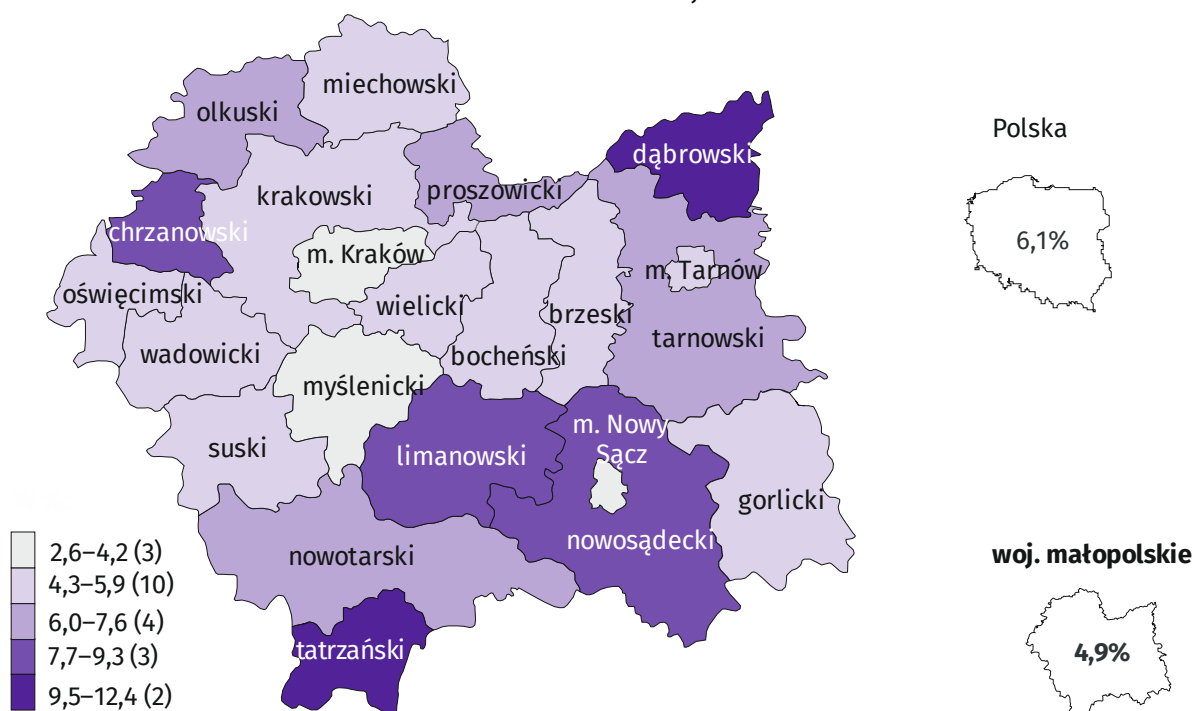 miechowski
olkuski
Polska
dąbrowski
krakowski
proszowicki
chrzanowski
6,1%
m. Kraków
m. Tarnów
oświęcimski
wielicki
brzeski
tarnowski
wadowicki
bocheński
myślenicki
m. Nowy
Sącz
suski
limanowski
gorlicki
nowosądecki
nowotarski
woj. małopolskie
2,6–4,2 (3)
4,3–5,9 (10)
6,0–7,6 (4)
7,7–9,3 (3)
9,5–12,4 (2)
tatrzański
4,9%